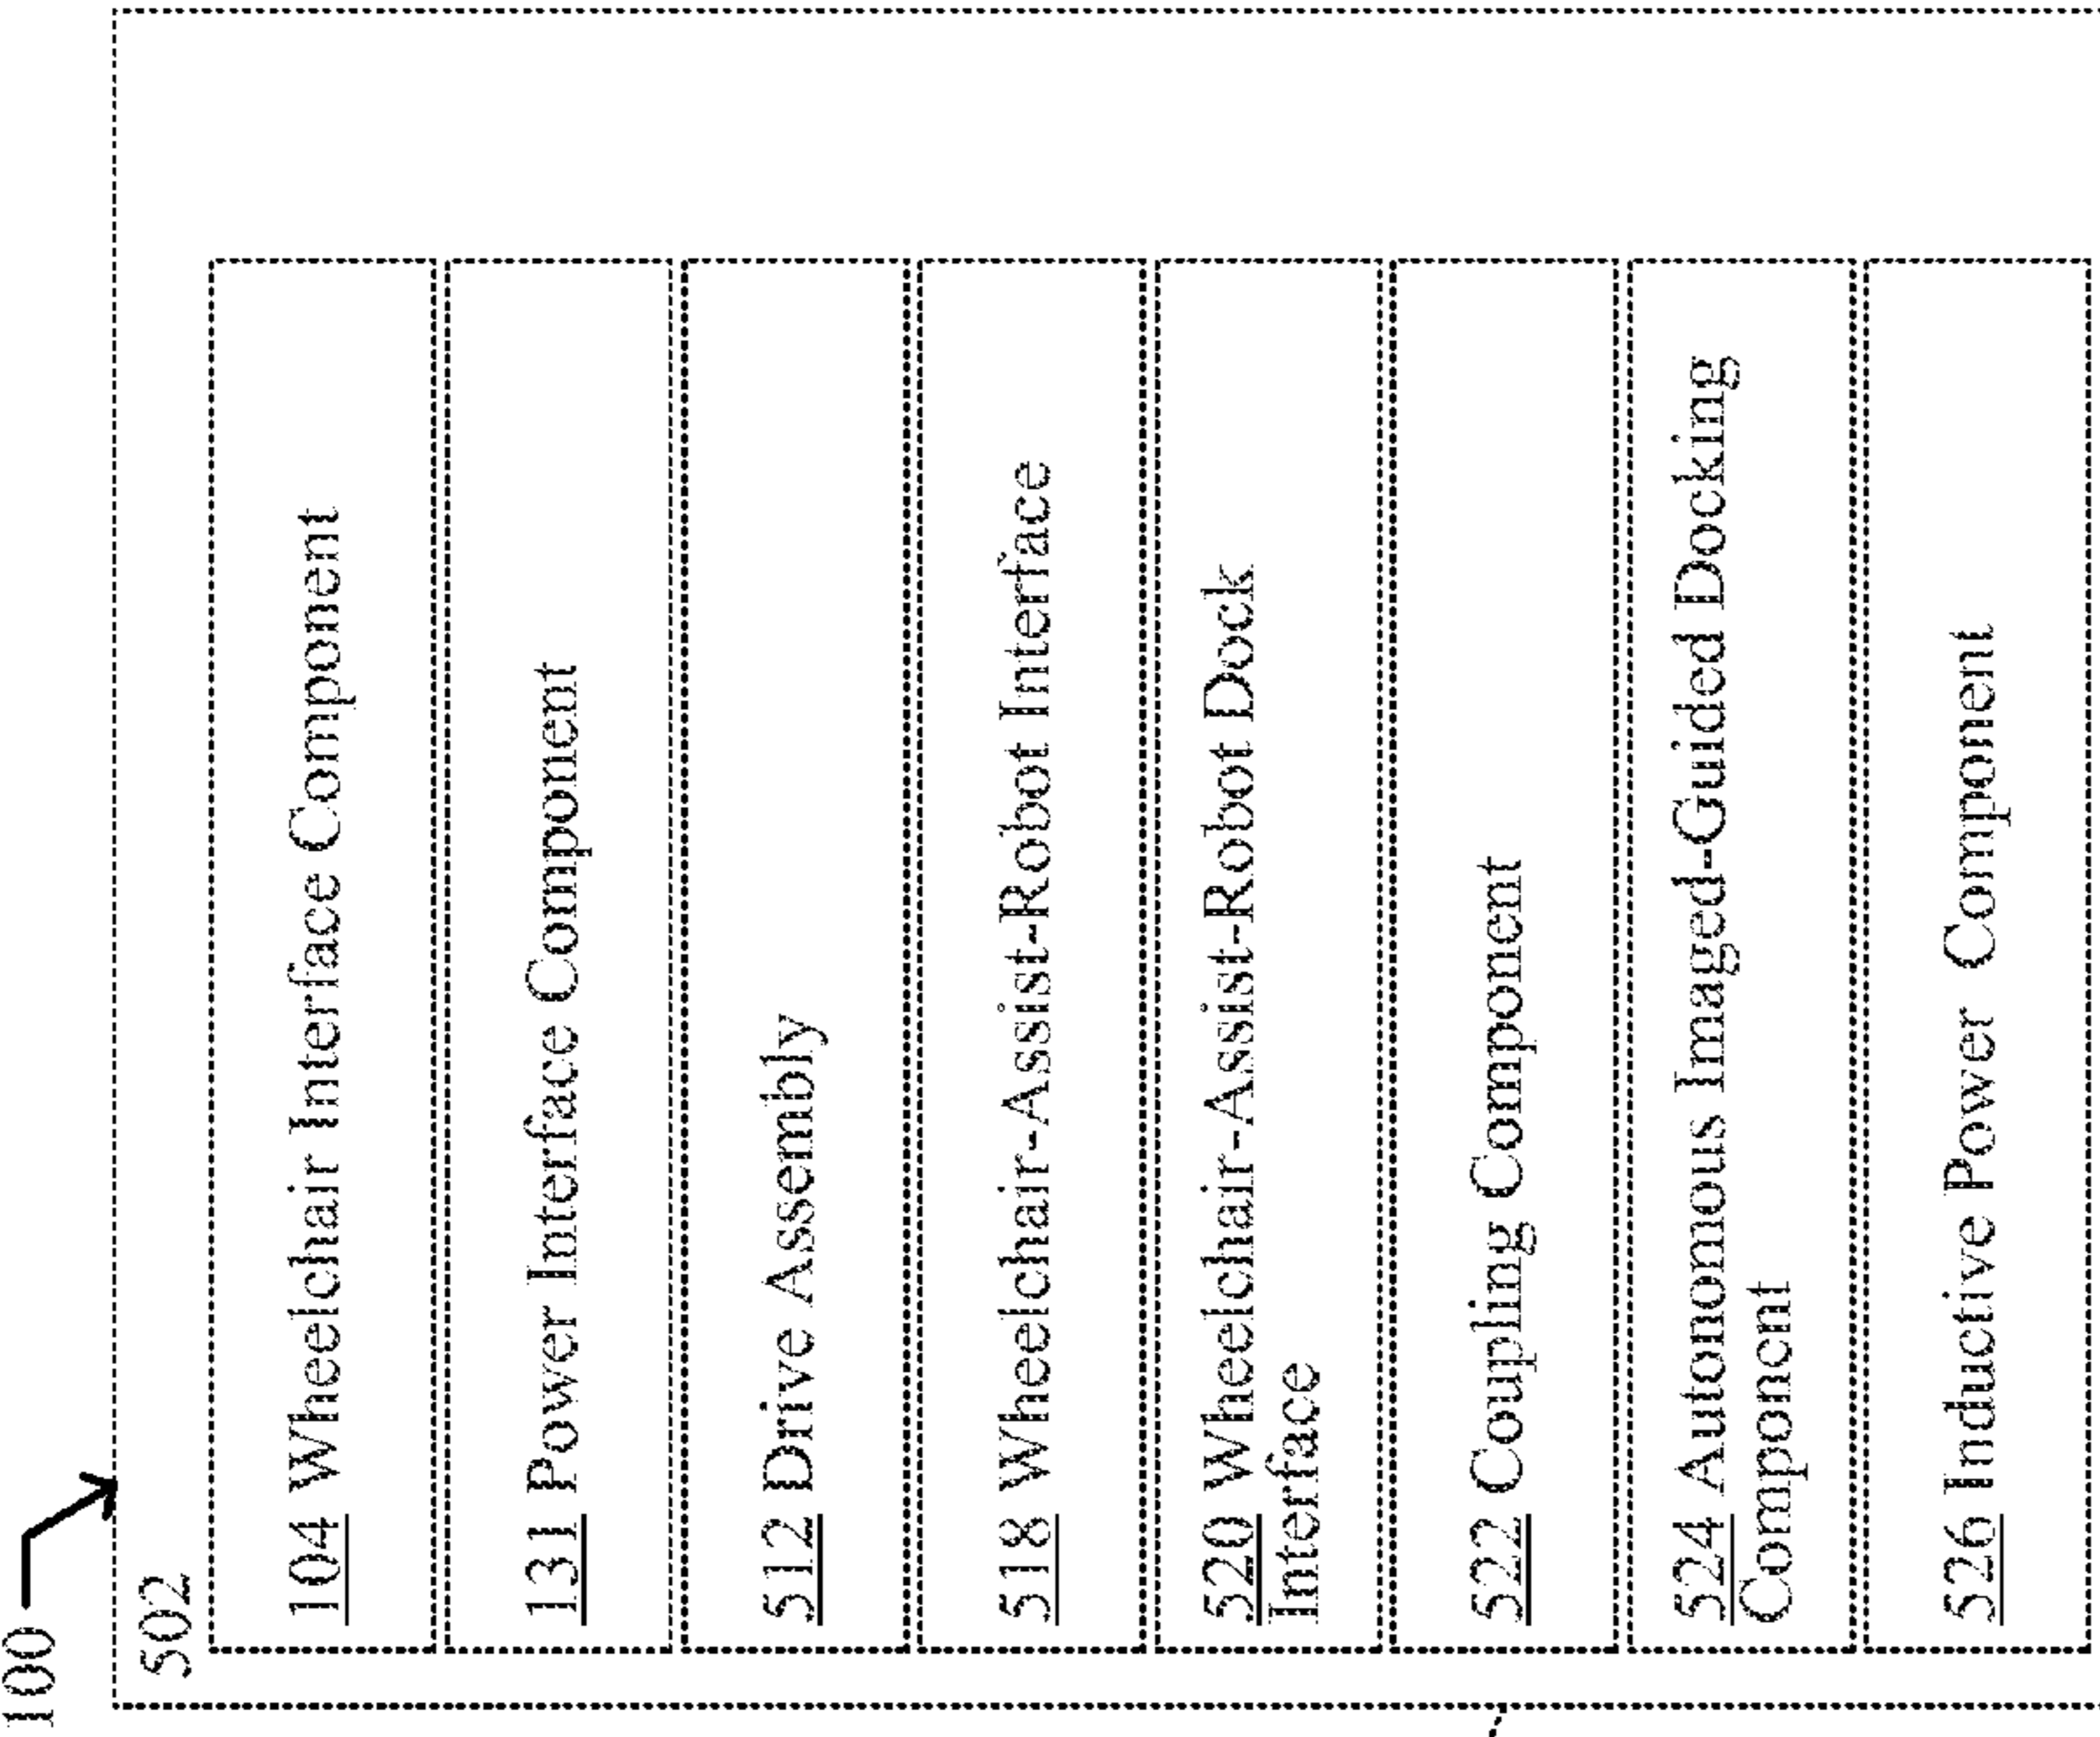 100
502
104 Wheelchair Interface Component
131 Power Interface Component
512 Drive Assembly
518 Wheelchair-Assist-Robot Interface
520 Wheelchair-Assist-Robot Dock
Interface
522 Coupling Component
524 Autonomous Imaged-Guided Docking
Component
526 Inductive Power Component